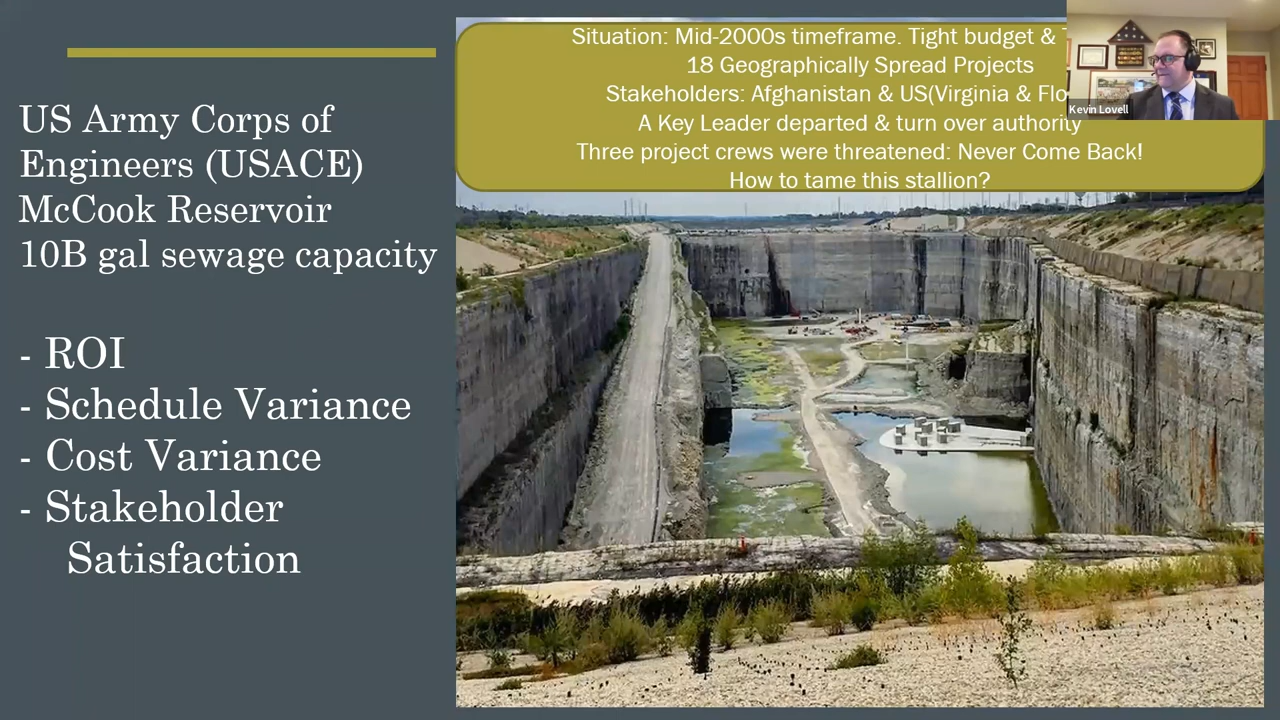 US Army Corps of
Engineers (USACE)
McCook Reservoir
10B gal sewage capacity
- ROI
- Schedule Variance
- Cost Variance
- Stakeholder
Satisfaction
Situation: Mid-2000s timeframe. Tight budget &
18 Geographically Spread Projects
Stakeholders: Afghanistan & US(Virginia & Flo
A Key Leader departed & turn over authority
Three project crews were threatened: Never Come Back!
How to tame this stallion?
Kevin Lovell